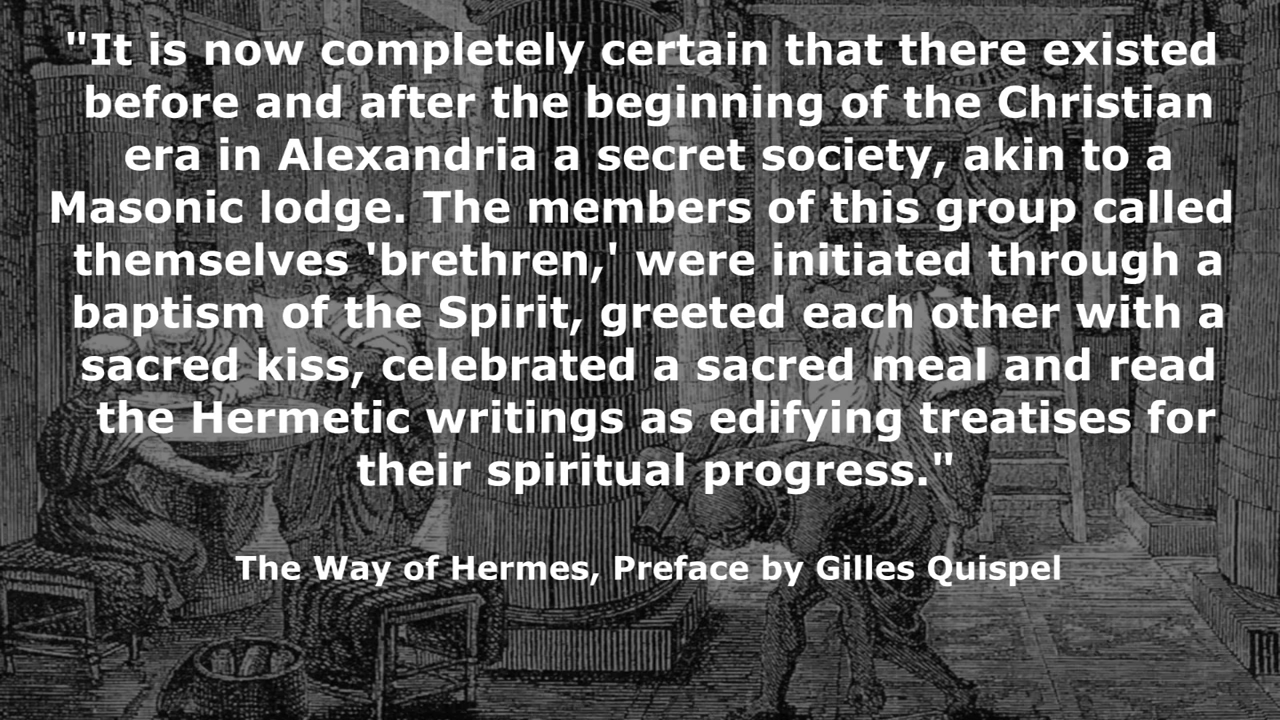 "It is now completely certain that there existed
before and after the beginning of the Christian
era in Alexandria a secret society, akin to a
Masonic lodge. The members of this group called
themselves 'brethren,' were initiated through a
baptism of the Spirit, greeted each other with a
sacred kiss, celebrated a sacred meal and read
the Hermetic writings as edifying treatises for
their spiritual progress."
The Way of Hermes, Preface by Gilles Quispel